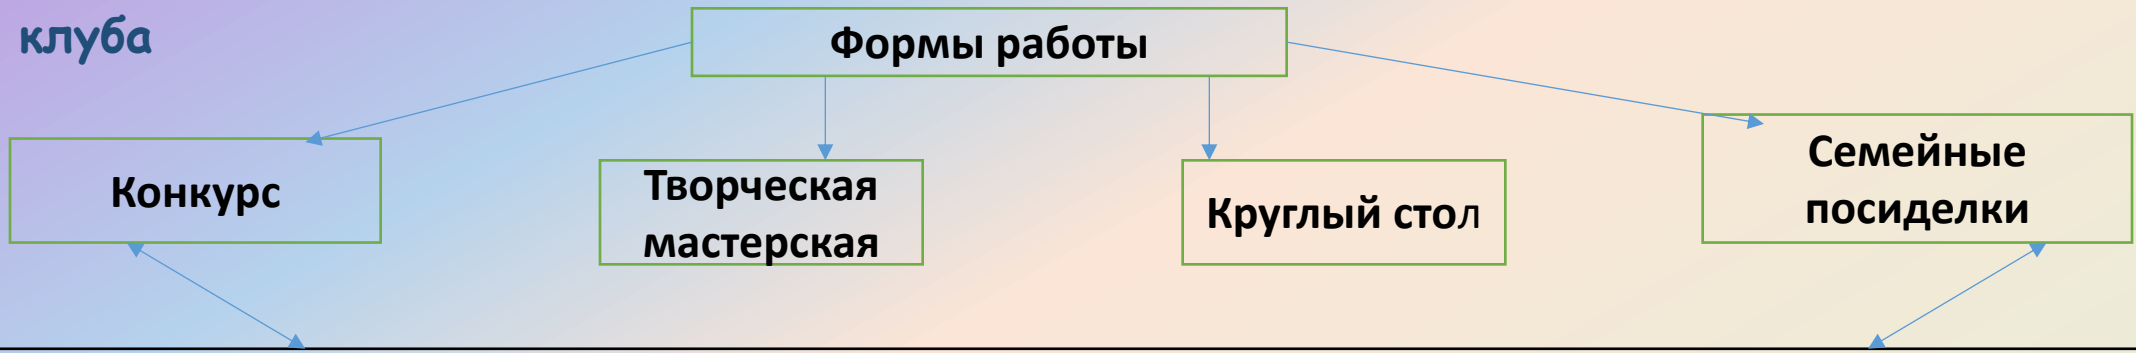 клуба
Формы работы
Конкурс
Творческая
мастерская
Круглый стол
Семейные
посиделки